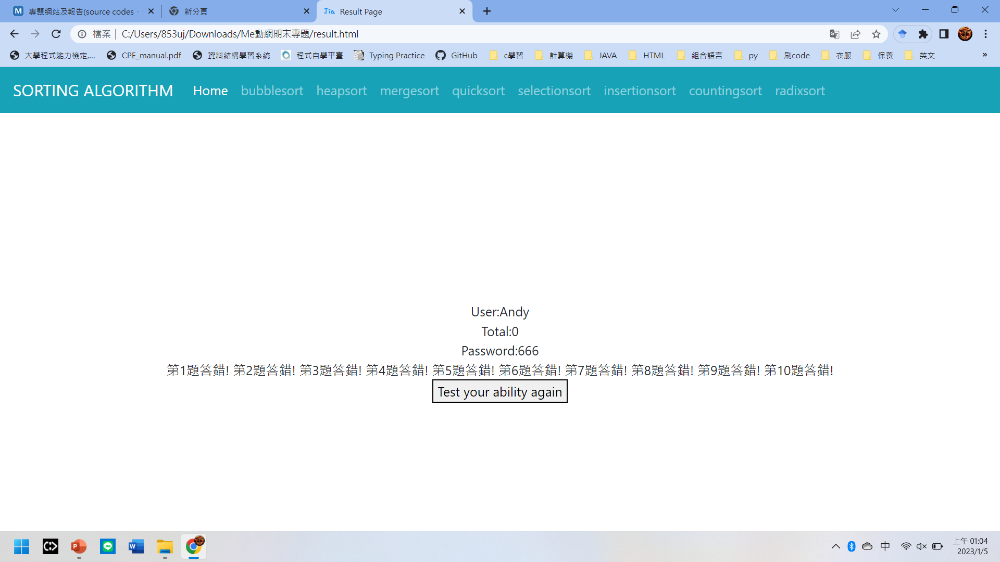 專題網站及報告(source codes
新分頁
Jia
Result Page
檔案
C:/Users/853uj/Downloads/Me動網期末專題/result.html
大學程式能力檢定,...
CPE_manual.pdf
資料結構學習系統
程式自學平臺
Typing Practice
GitHub
c學習
計算機
JAVA
HTML
組合語言
py
刷code
衣服
保養
英文
»
SORTING ALGORITHM
Home
bubblesort
heapsort
mergesort
quicksort
selectionsort
insertionsort
countingsort
radixsort
User:Andy
Total:0
Password:666
第1題答錯! 第2題答錯! 第3題答錯! 第4題答錯! 第5題答錯! 第6題答錯! 第7題答錯! 第8題答錯! 第9題答錯! 第10題答錯!
Test your ability again
中
上午 01:04
2023/1/5